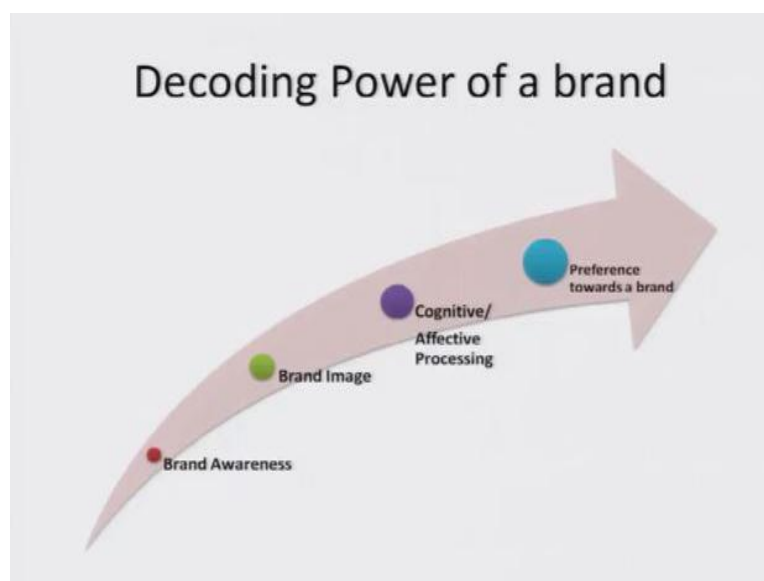 Decoding Power of a brand
Preference
towards a brand
Cognitive/
Affective
Processing
Brand Image
Brand Awareness